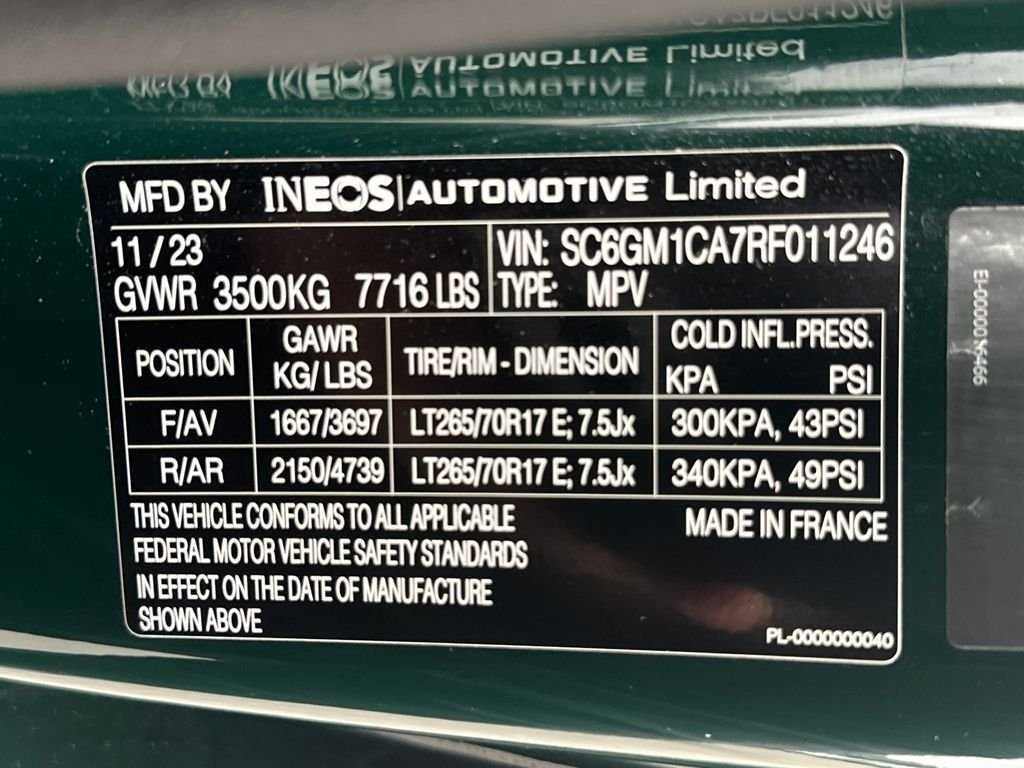 MFD BY INEOS|AUTOMOTIVE Limited
11/23
VIN: SC6GM1CA7RF011246
GVWR 3500KG 7716 LBS
TYPE: MPV
POSITION GAWR KG/LBS TIRE/RIM - DIMENSION COLD INFL.PRESS. KPA PSI
F/AV 1667/3697 LT265/70R17 E; 7.5Jx 300KPA, 43PSI
R/AR 2150/4739 LT265/70R17 E; 7.5Jx 340KPA, 49PSI
THIS VEHICLE CONFORMS TO ALL APPLICABLE
FEDERAL MOTOR VEHICLE SAFETY STANDARDS
IN EFFECT ON THE DATE OF MANUFACTURE
SHOWN ABOVE
MADE IN FRANCE
PL-0000000040